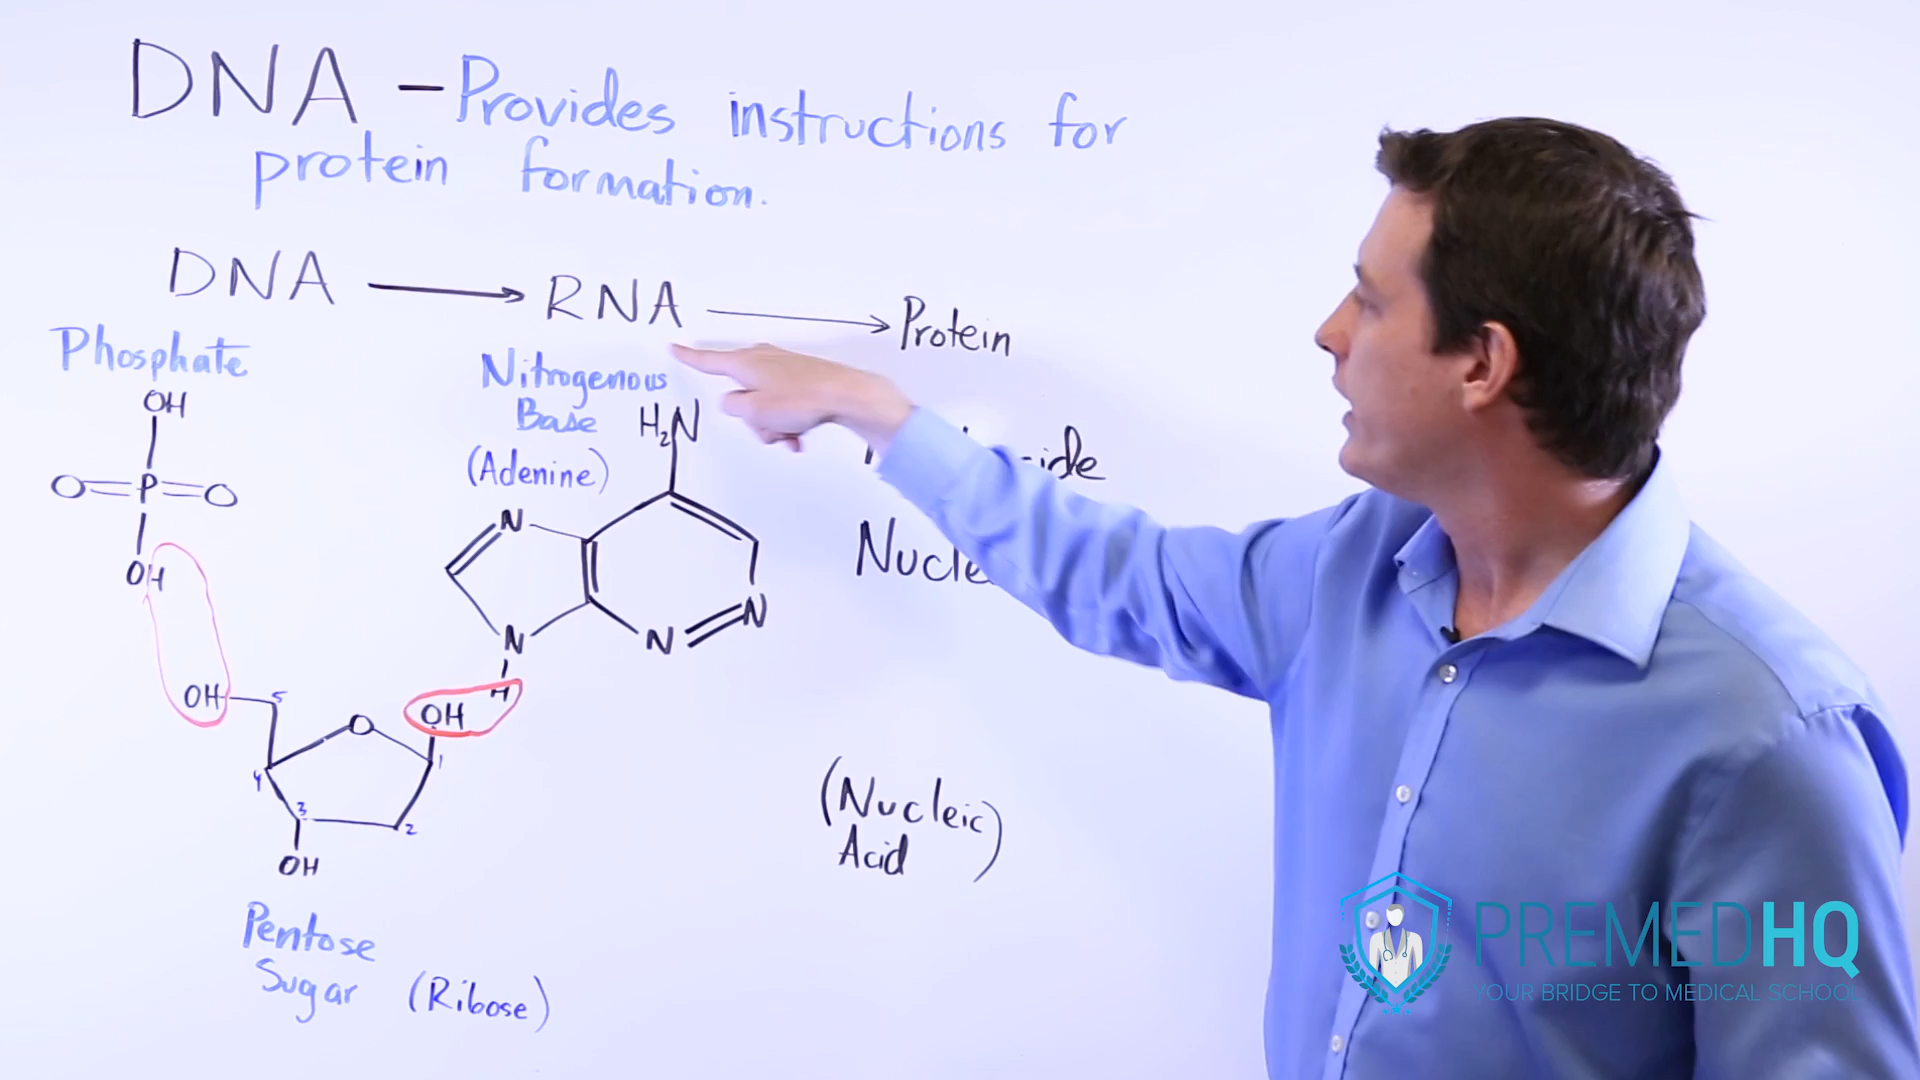 DNA - Provides instructions for
protein formation.
DNA → RNA → Protein
Phosphate
OH
O=P=O
OH
Nitrogenous
Base
(Adenine)
H₂N
N
N
N
N
H
OH
5
O
OH
1
4
3
2
OH
Pentose
Sugar (Ribose)
(Nucleic)
Acid
PREMEDHQ
YOUR BRIDGE TO MEDICAL SCHOOL